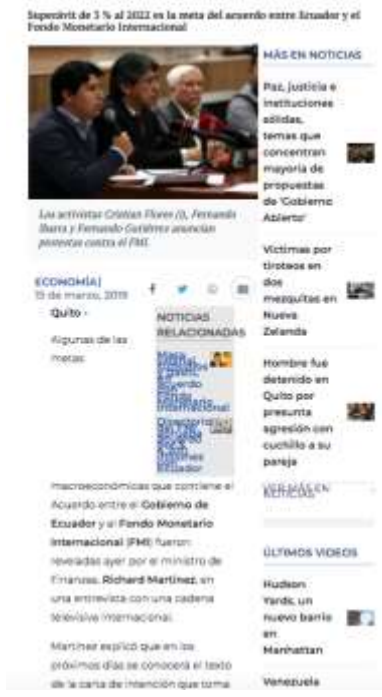 Superávit de 3 % al 2022 es la meta del acuerdo entre Ecuador y el
Fondo Monetario Internacional
Los activistas Cristian Flores (i), Fernando
Ibarra y Fernando Gutiérrez anuncian
protestas contra el FMI.
ECONOMÍA|
15 de marzo, 2019
Quito -
Algunas de las
metas
NOTICIAS
RELACIONADAS
Acuerdo
Fondo
Internacional
Directorio
Ecuador
macroeconómicas que contiene el
Acuerdo entre el Gobierno de
Ecuador y el Fondo Monetario
Internacional (FMI) fueron
reveladas ayer por el ministro de
Finanzas, Richard Martínez, en
una entrevista con una cadena
televisiva internacional.
Martínez explicó que en los
próximos días se conocerá el texto
de la carta de intención que toma
MÁS EN NOTICIAS
Paz, justicia e
instituciones
sólidas,
temas que
concentran
mayoría de
propuestas
de 'Gobierno
Abierto'
Víctimas por
tiroteos en
dos
mezquitas en
Nueva
Zelanda
Hombre fue
detenido en
Quito por
presunta
agresión con
cuchillo a su
pareja
VER MÁS EN
NOTICIAS
ÚLTIMOS VIDEOS
Hudson
Yards, un
nuevo barrio
en
Manhattan
Venezuela